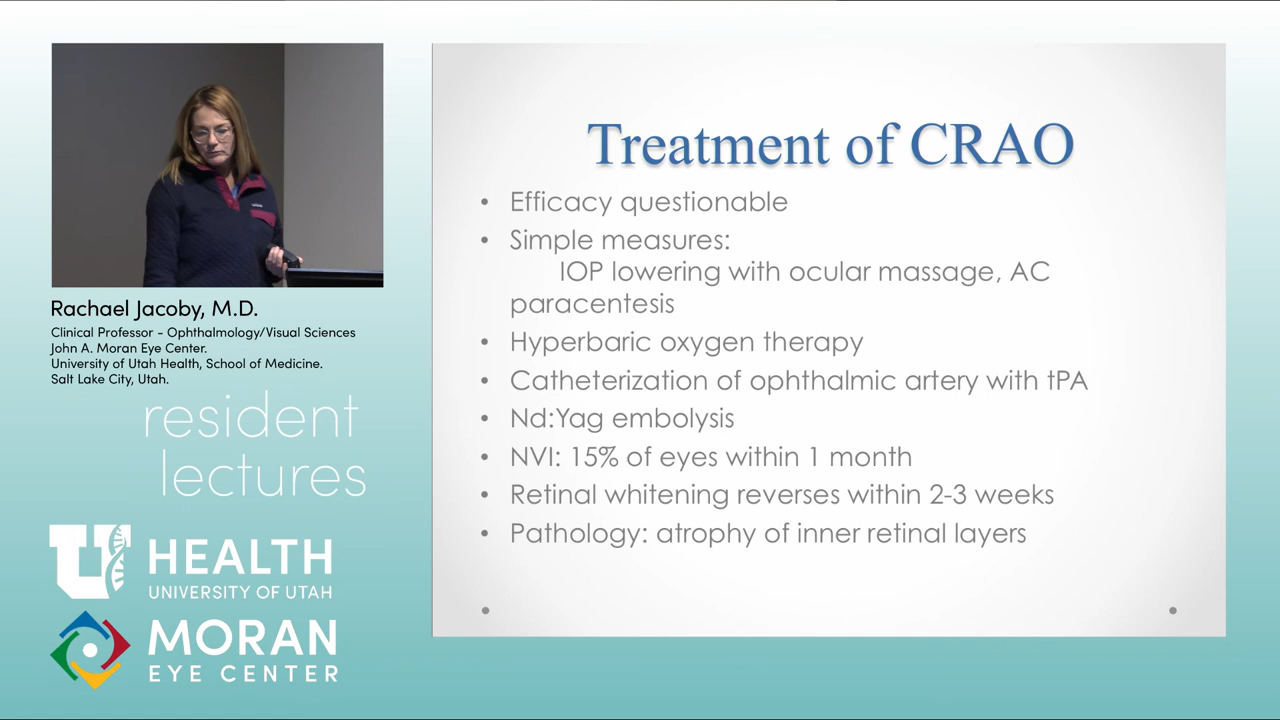 Rachael Jacoby, M.D.
Clinical Professor - Ophthalmology/Visual Sciences
John A. Moran Eye Center.
University of Utah Health, School of Medicine.
Salt Lake City, Utah.
resident
lectures
U HEALTH
UNIVERSITY OF UTAH
MORAN
EYE CENTER
Treatment of CRAO
• Efficacy questionable
• Simple measures:
IOP lowering with ocular massage, AC
paracentesis
• Hyperbaric oxygen therapy
• Catheterization of ophthalmic artery with tPA
• Nd:Yag embolysis
• NVI: 15% of eyes within 1 month
• Retinal whitening reverses within 2-3 weeks
• Pathology: atrophy of inner retinal layers